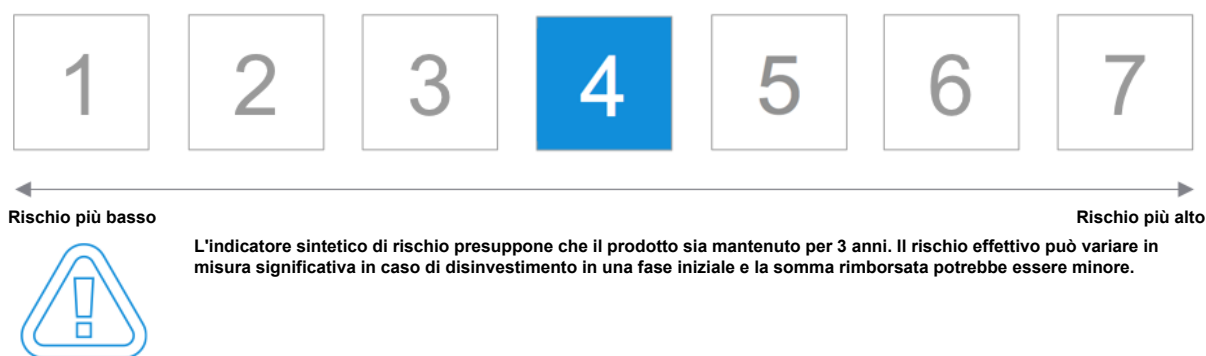 1 2 3 4 5 6 7
Rischio più basso Rischio più alto
L'indicatore sintetico di rischio presuppone che il prodotto sia mantenuto per 3 anni. Il rischio effettivo può variare in
misura significativa in caso di disinvestimento in una fase iniziale e la somma rimborsata potrebbe essere minore.